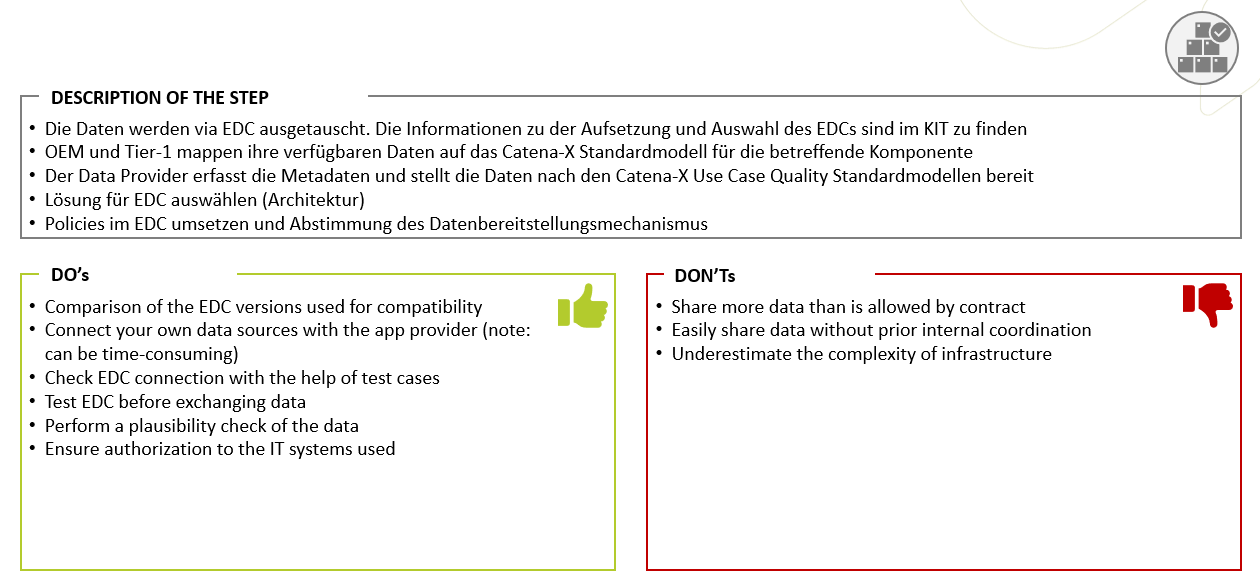 DESCRIPTION OF THE STEP
• Die Daten werden via EDC ausgetauscht. Die Informationen zu der Aufsetzung und Auswahl des EDCs sind im KIT zu finden
• OEM und Tier-1 mappen ihre verfügbaren Daten auf das Catena-X Standardmodell für die betreffende Komponente
• Der Data Provider erfasst die Metadaten und stellt die Daten nach den Catena-X Use Case Quality Standardmodellen bereit
• Lösung für EDC auswählen (Architektur)
• Policies im EDC umsetzen und Abstimmung des Datenbereitstellungsmechanismus
DO's
• Comparison of the EDC versions used for compatibility
• Connect your own data sources with the app provider (note:
can be time-consuming)
• Check EDC connection with the help of test cases
• Test EDC before exchanging data
• Perform a plausibility check of the data
• Ensure authorization to the IT systems used
DON'Ts
• Share more data than is allowed by contract
• Easily share data without prior internal coordination
• Underestimate the complexity of infrastructure